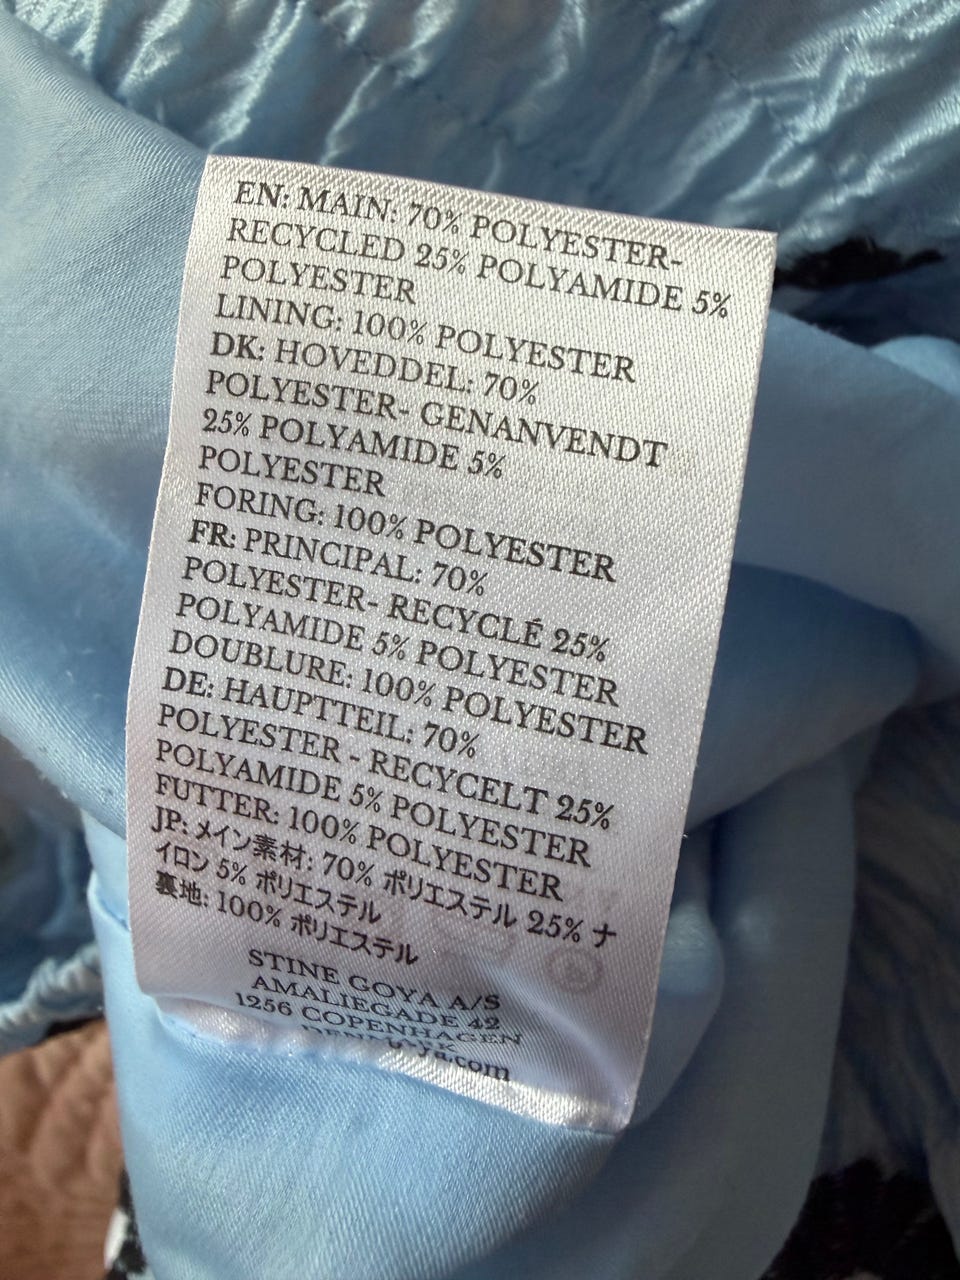 EN: MAIN: 70% POLYESTER-
RECYCLED 25% POLYAMIDE 5%
POLYESTER
LINING: 100% POLYESTER
DK: HOVEDDEL: 70%
POLYESTER- GENANVENDT
25% POLYAMIDE 5%
POLYESTER
FORING: 100% POLYESTER
FR: PRINCIPAL: 70%
POLYESTER- RECYCLÉ 25%
POLYAMIDE 5% POLYESTER
DOUBLURE: 100% POLYESTER
DE: HAUPTTEIL: 70%
POLYESTER - RECYCELT 25%
POLYAMIDE 5% POLYESTER
FUTTER: 100% POLYESTER
JP: メイン素材: 70% ポリエステル 25% ナ
イロン 5% ポリエステル
裏地: 100% ポリエステル
STINE GOYA A/S
AMALIEGADE 42
1256 COPENHAGEN